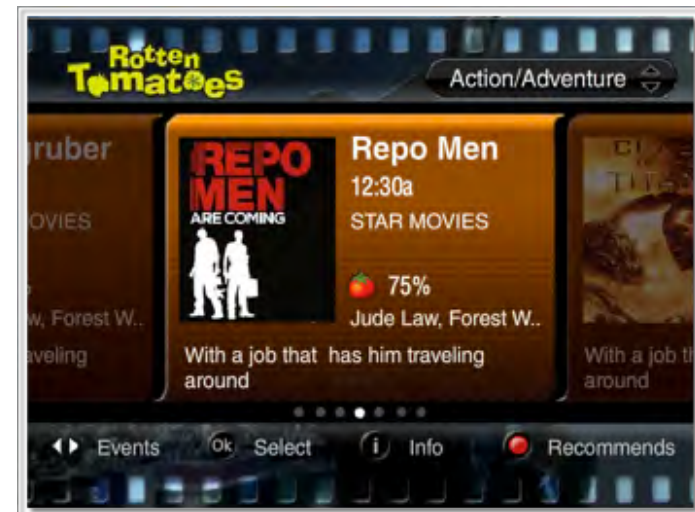 Rotten
Tomatoes
Action/Adventure
gruber
OVIES
w, Forest W..
aveling
REPO
MEN
ARE COMING
Repo Men
12:30a
STAR MOVIES
75%
Jude Law, Forest W..
With a job that has him traveling
around
With a job th
around
Events
Ok Select
i Info
Recommends